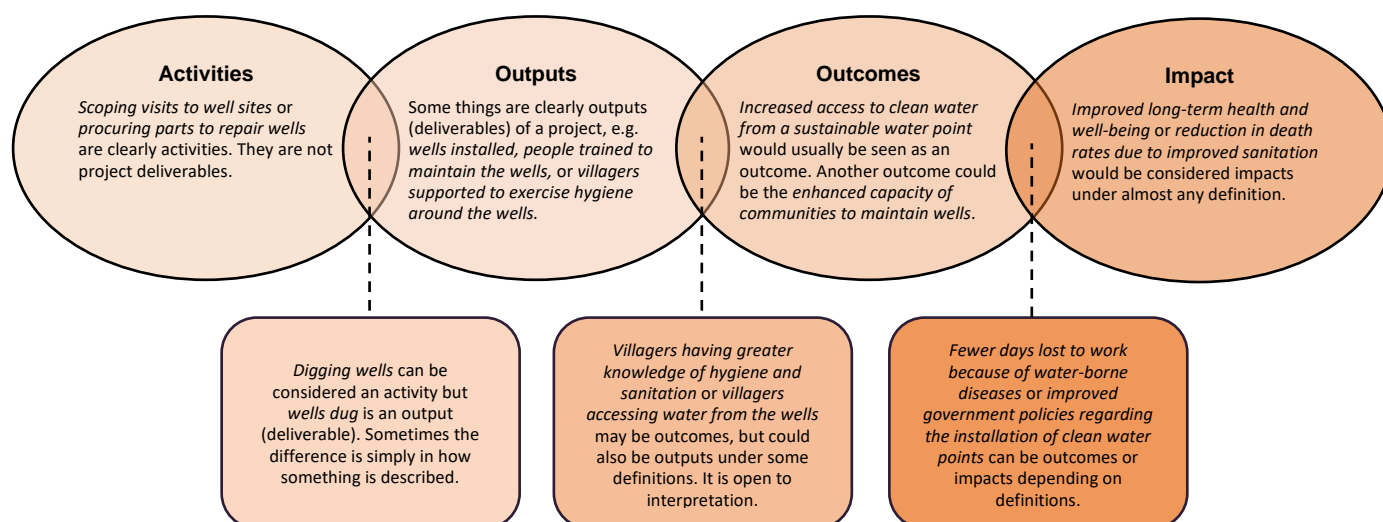 Activities
Scoping visits to well sites or
procuring parts to repair wells
are clearly activities. They are not
project deliverables.
Outputs
Some things are clearly outputs
(deliverables) of a project, e.g.
wells installed, people trained to
maintain the wells, or villagers
supported to exercise hygiene
around the wells.
Outcomes
Increased access to clean water
from a sustainable water point
would usually be seen as an
outcome. Another outcome could
be the enhanced capacity of
communities to maintain wells.
Impact
Improved long-term health and
well-being or reduction in death
rates due to improved sanitation
would be considered impacts
under almost any definition.
Digging wells can be
considered an activity but
wells dug is an output
(deliverable). Sometimes the
difference is simply in how
something is described.
Villagers having greater
knowledge of hygiene and
sanitation or villagers
accessing water from the wells
may be outcomes, but could
also be outputs under some
definitions. It is open to
interpretation.
Fewer days lost to work
because of water-borne
diseases or improved
government policies regarding
the installation of clean water
points can be outcomes or
impacts depending on
definitions.